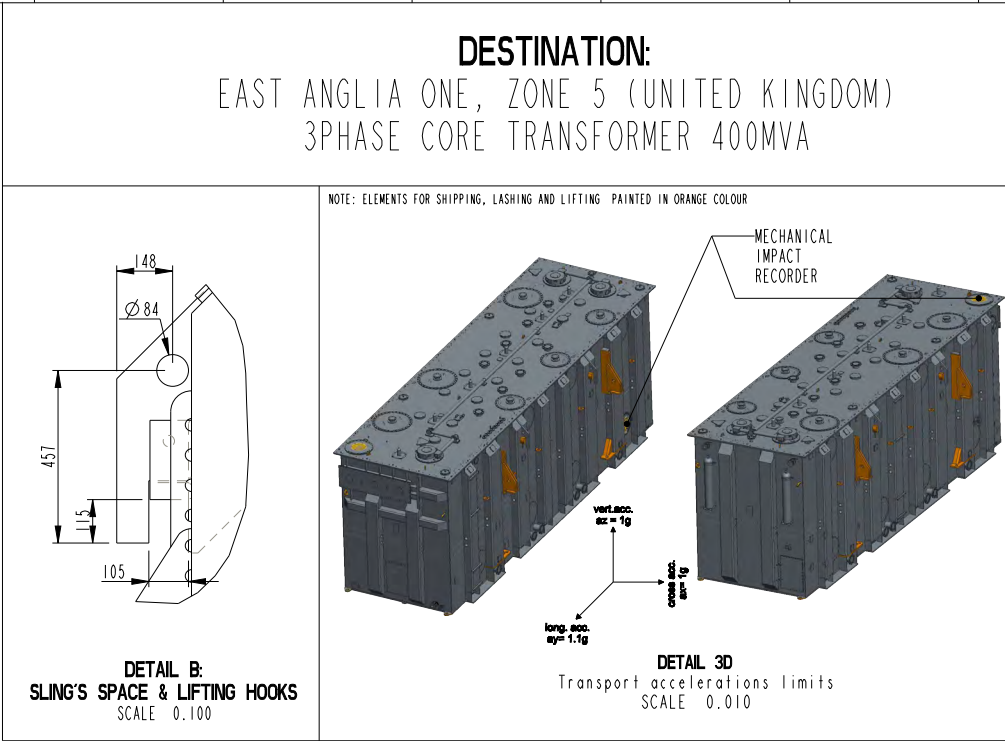 DESTINATION:
EAST ANGLIA ONE, ZONE 5 (UNITED KINGDOM)
3PHASE CORE TRANSFORMER 400MVA
NOTE: ELEMENTS FOR SHIPPING, LASHING AND LIFTING PAINTED IN ORANGE COLOUR
MECHANICAL
IMPACT
RECORDER
148
Ø84
457
115
105
vert.acc.
az = 1g
cross acc.
ax= 1g
long. acc.
ay= 1.1g
DETAIL B:
SLING'S SPACE & LIFTING HOOKS
SCALE 0.100
DETAIL 3D
Transport accelerations limits
SCALE 0.010